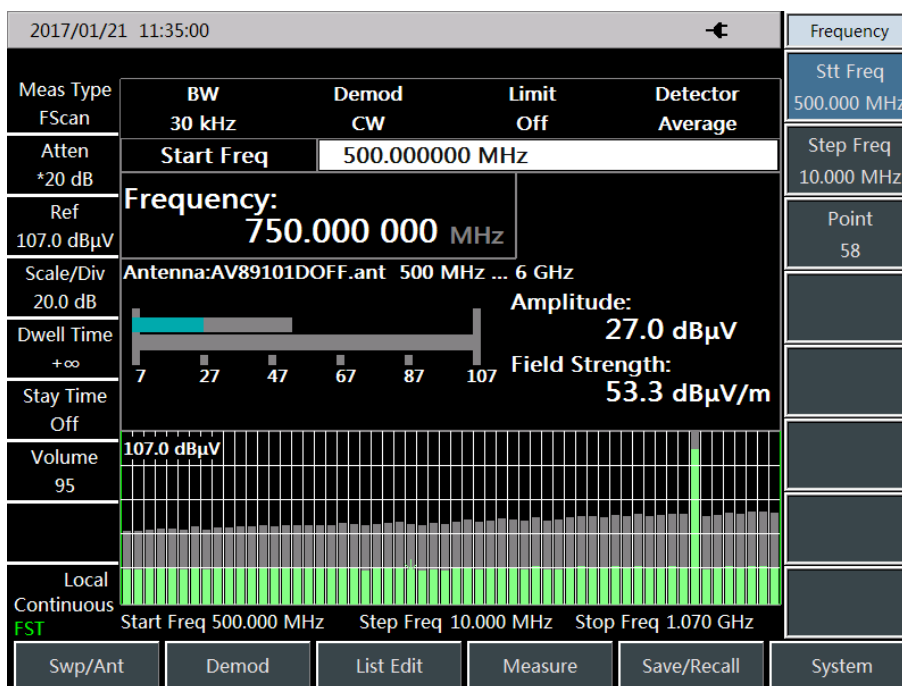 2017/01/21 11:35:00
Frequency
Meas Type
FScan
Atten
*20 dB
Ref
107.0 dBµV
Scale/Div
20.0 dB
Dwell Time
+∞
Stay Time
Off
Volume
95
Local
Continuous
FST
BW Demod Limit Detector
30 kHz CW Off Average
Start Freq 500.000000 MHz
Frequency:
750.000 000 MHz
Antenna:AV89101DOFF.ant 500 MHz ... 6 GHz
Amplitude:
27.0 dBµV
Field Strength:
53.3 dBµV/m
7 27 47 67 87 107
107.0 dBµV
Start Freq 500.000 MHz Step Freq 10.000 MHz Stop Freq 1.070 GHz
Stt Freq
500.000 MHz
Step Freq
10.000 MHz
Point
58
Swp/Ant Demod List Edit Measure Save/Recall System